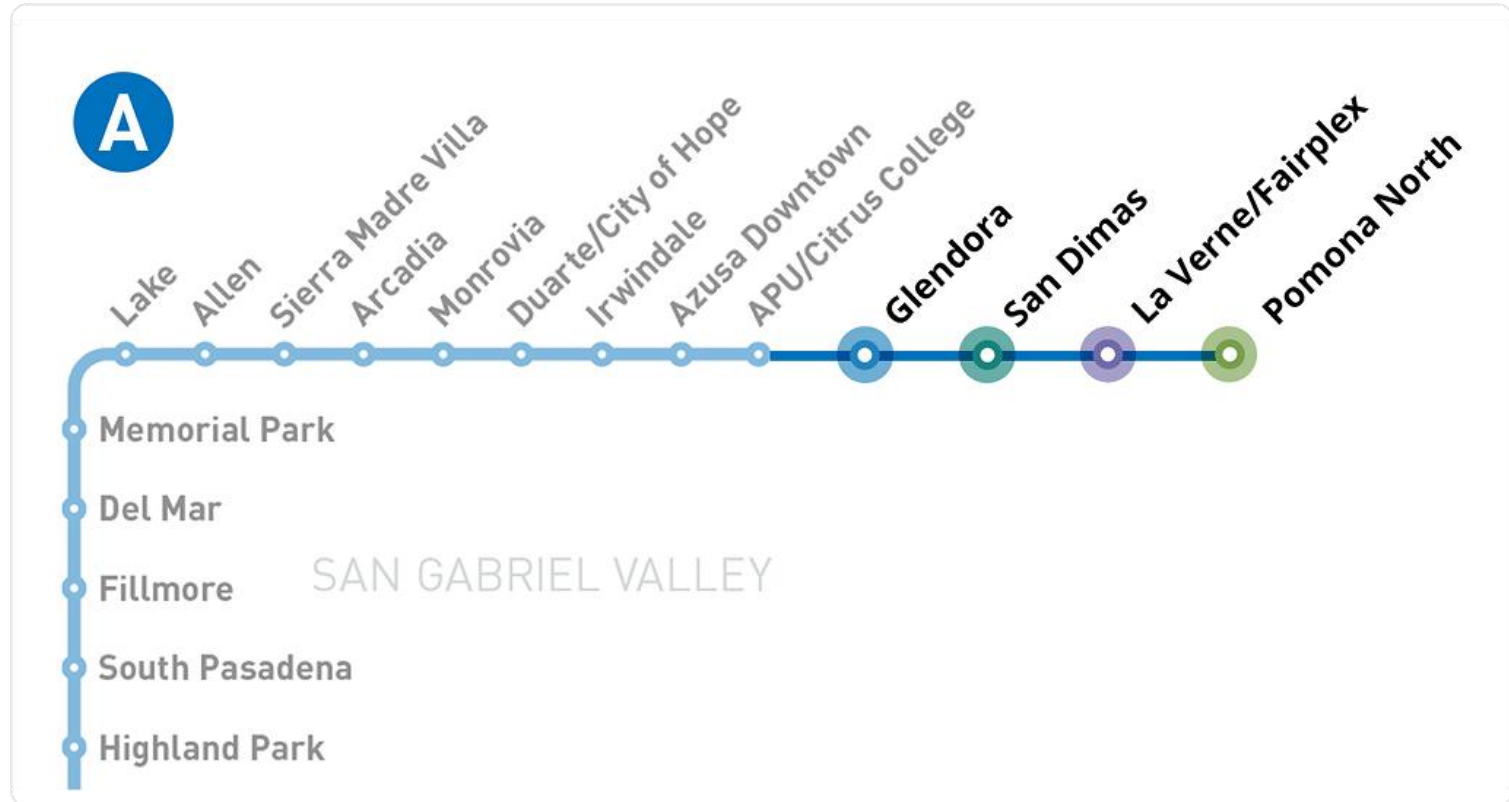 A
Lake
Allen
Sierra Madre Villa
Arcadia
Monrovia
Duarte/City of Hope
Irwindale
Azusa Downtown
APU/Citrus College
Glendora
San Dimas
La Verne/Fairplex
Pomona North
Memorial Park
Del Mar
Fillmore
SAN GABRIEL VALLEY
South Pasadena
Highland Park